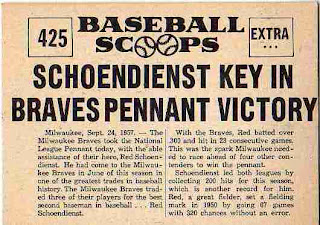 425
BASEBALL
SCOOPS
EXTRA
...
SCHOENDIENST KEY IN
BRAVES PENNANT VICTORY
Milwaukee, Sept. 24, 1957. — The
Milwaukee Braves took the National
League Pennant today, with the able
assistance of their hero, Red Schoen-
dienst. He had come to the Milwau-
kee Braves in June of this season in
one of the greatest trades in baseball
history. The Milwaukee Braves trad-
ed three of their players for the best
second baseman in baseball . . . Red
Schoendienst.
With the Braves, Red batted over
300 and hit in 23 consecutive games.
This was the spark Milwaukee need-
ed to race ahead of four other con-
tenders to win the pennant.
Schoendienst led both leagues by
collecting 200 hits for this season,
which is another record for him.
Red, a great fielder, set a fielding
mark in 1950 by going 67 games
with 320 chances without an error.